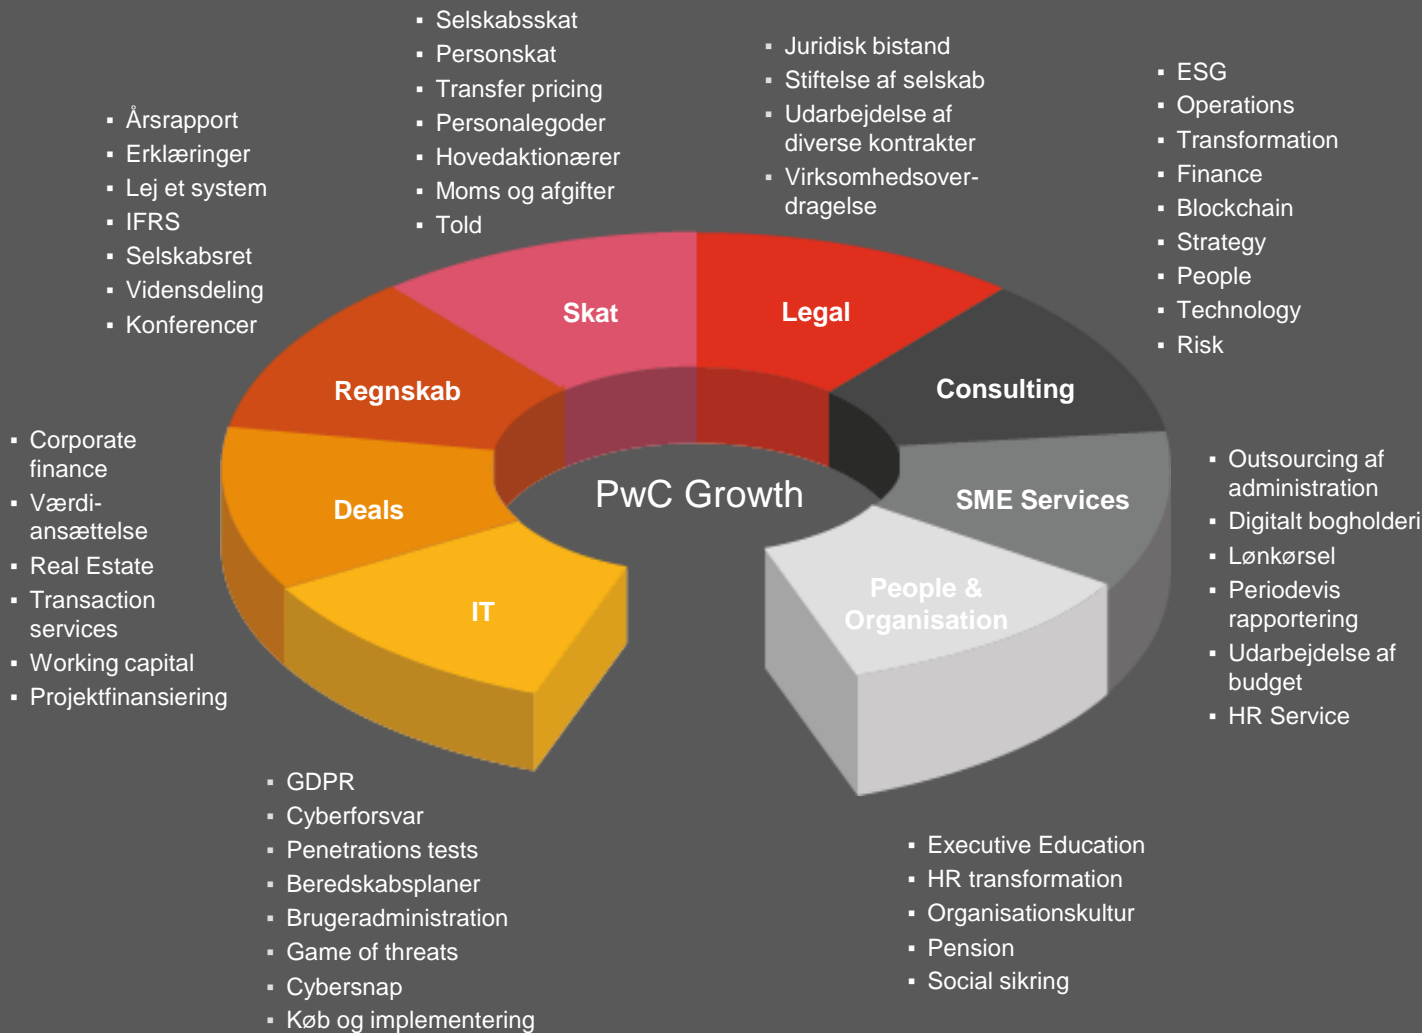 ▪ Selskabsskat
▪ Personskat
▪ Transfer pricing
▪ Personalegoder
▪ Hovedaktionærer
▪ Moms og afgifter
▪ Told
▪ Juridisk bistand
▪ Stiftelse af selskab
▪ Udarbejdelse af
diverse kontrakter
▪ Virksomhedsover-
dragelse
▪ ESG
▪ Operations
▪ Transformation
▪ Finance
▪ Blockchain
▪ Strategy
▪ People
▪ Technology
▪ Risk
▪ Årsrapport
▪ Erklæringer
▪ Lej et system
▪ IFRS
▪ Selskabsret
▪ Vidensdeling
▪ Konferencer
Skat
Legal
Regnskab
Consulting
Deals
PwC Growth
SME Services
IT
People &
Organisation
▪ Corporate
finance
▪ Værdi-
ansættelse
▪ Real Estate
▪ Transaction
services
▪ Working capital
▪ Projektfinansiering
▪ Outsourcing af
administration
▪ Digitalt bogholderi
▪ Lønkørsel
▪ Periodevis
rapportering
▪ Udarbejdelse af
budget
▪ HR Service
▪ GDPR
▪ Cyberforsvar
▪ Penetrations tests
▪ Beredskabsplaner
▪ Brugeradministration
▪ Game of threats
▪ Cybersnap
▪ Køb og implementering
▪ Executive Education
▪ HR transformation
▪ Organisationskultur
▪ Pension
▪ Social sikring